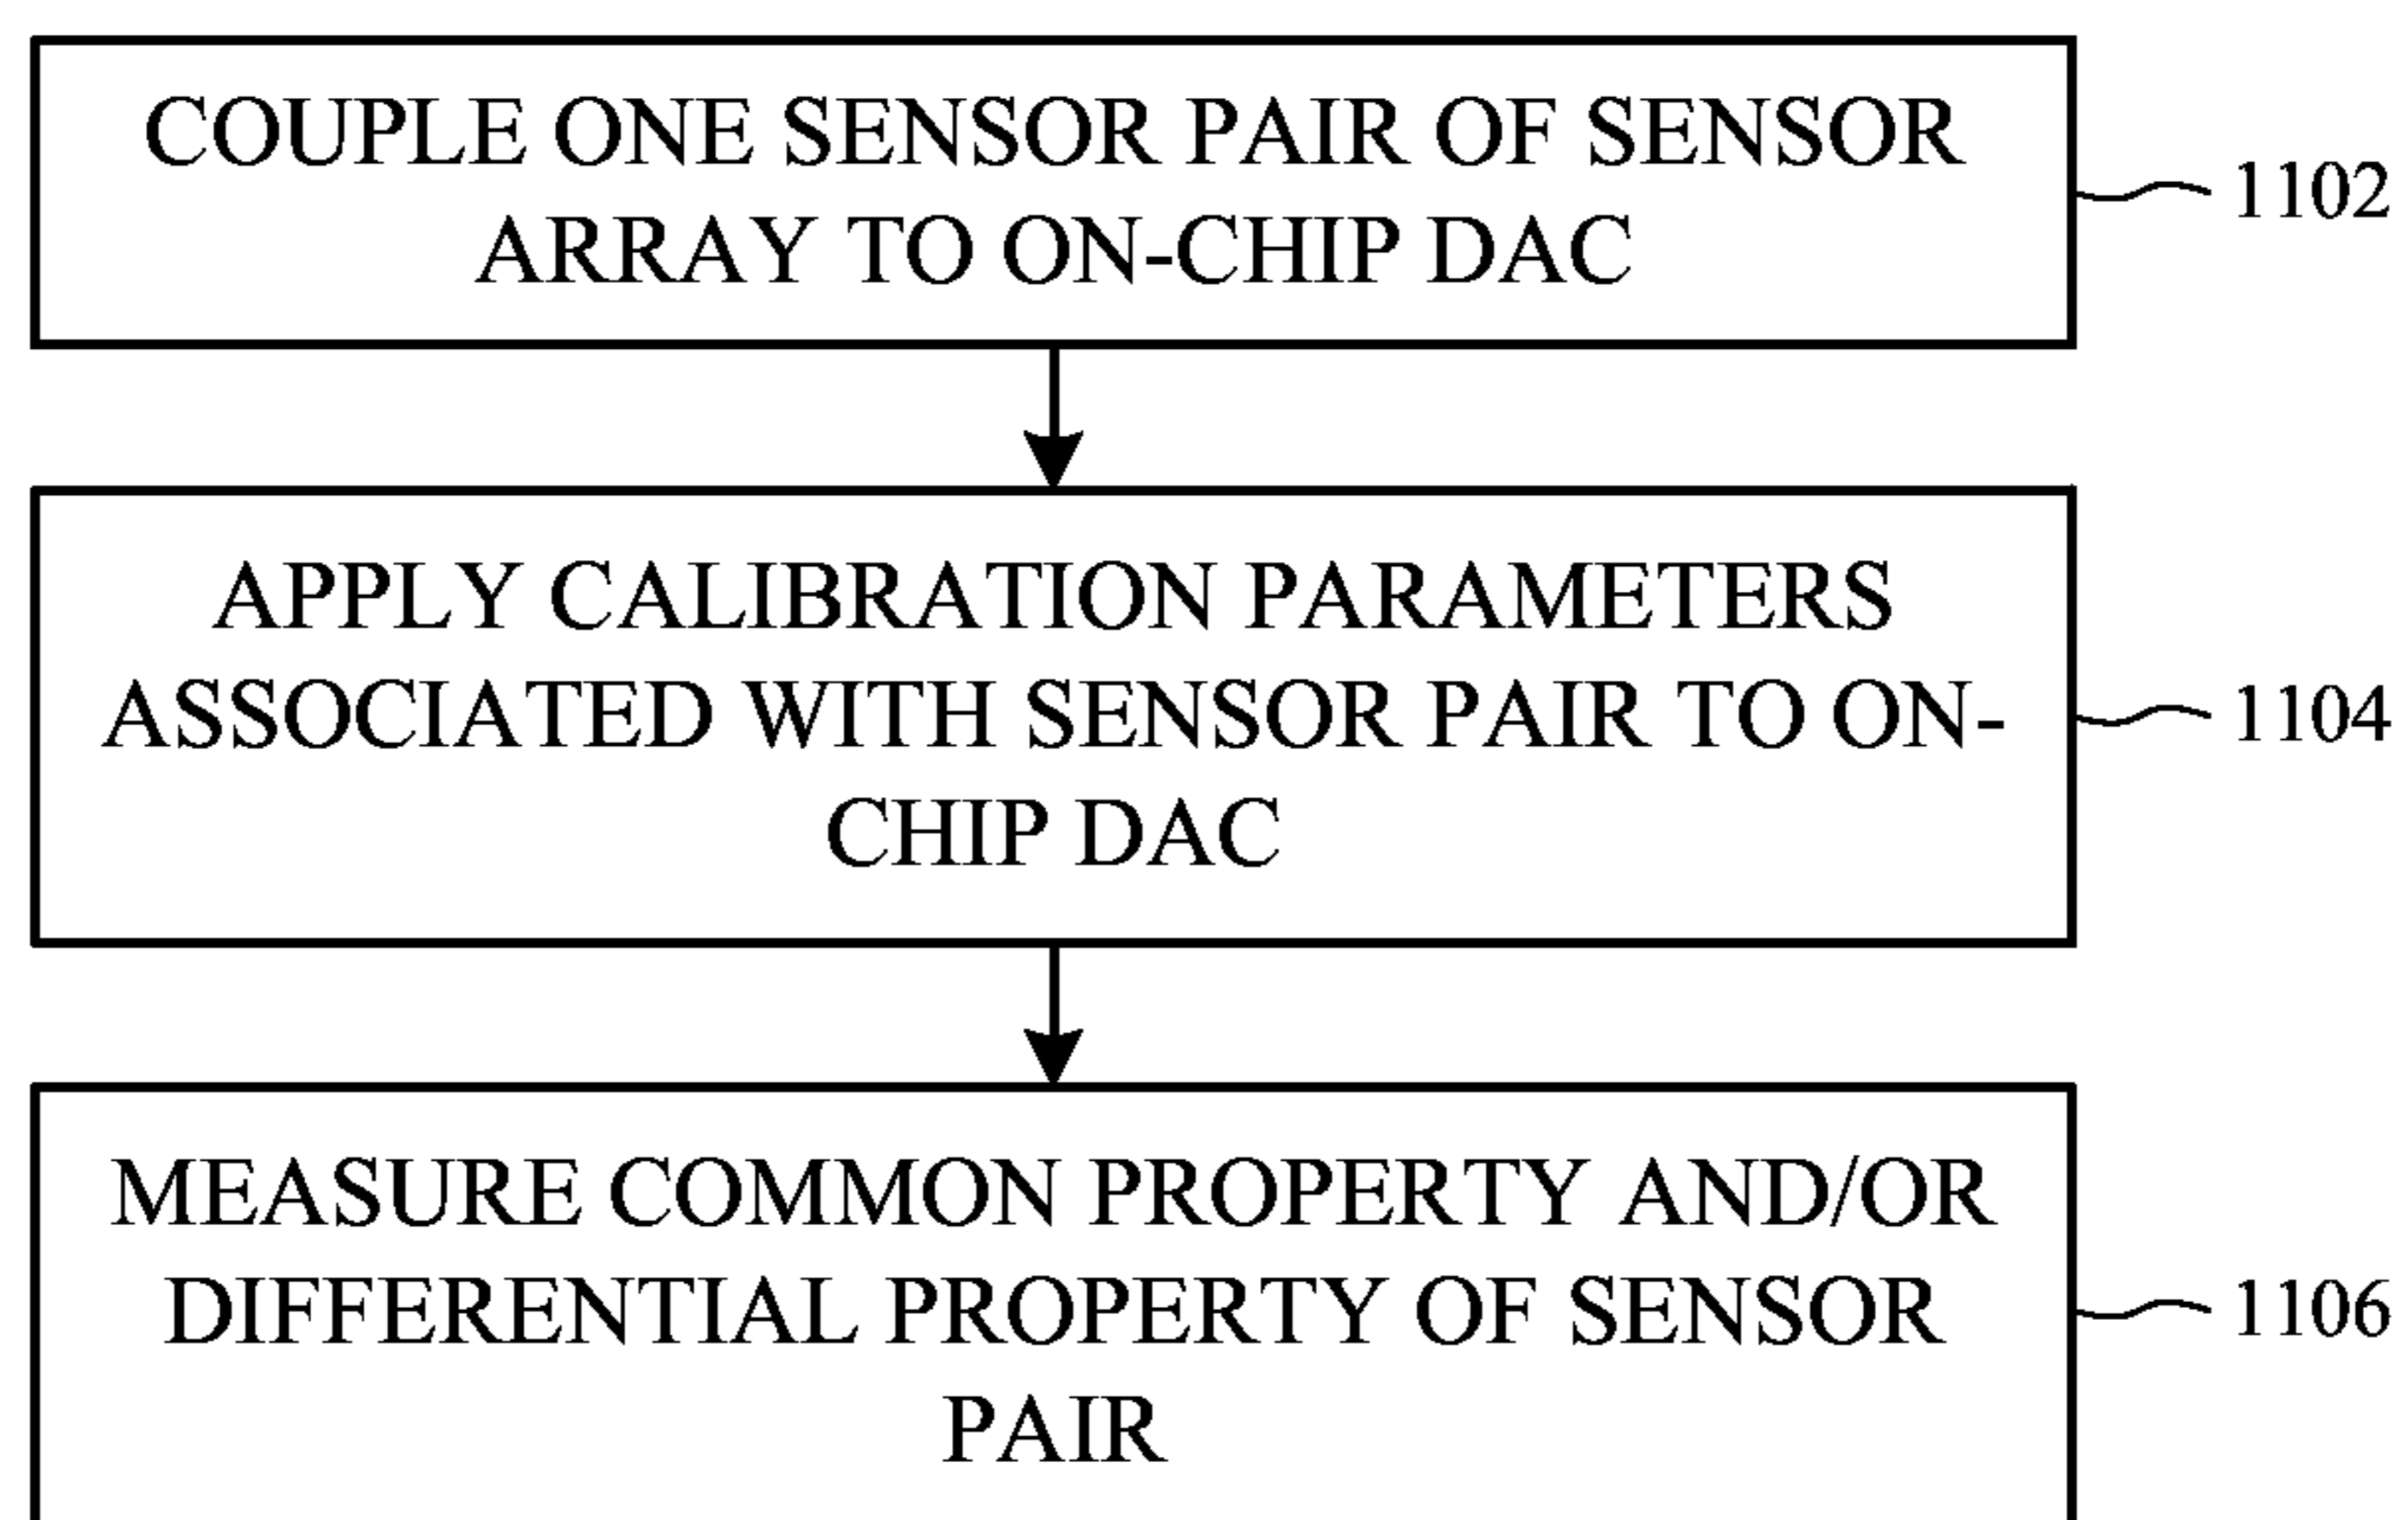 COUPLE ONE SENSOR PAIR OF SENSOR
ARRAY TO ON-CHIP DAC
1102
APPLY CALIBRATION PARAMETERS
ASSOCIATED WITH SENSOR PAIR TO ON-
CHIP DAC
1104
MEASURE COMMON PROPERTY AND/OR
DIFFERENTIAL PROPERTY OF SENSOR
PAIR
1106